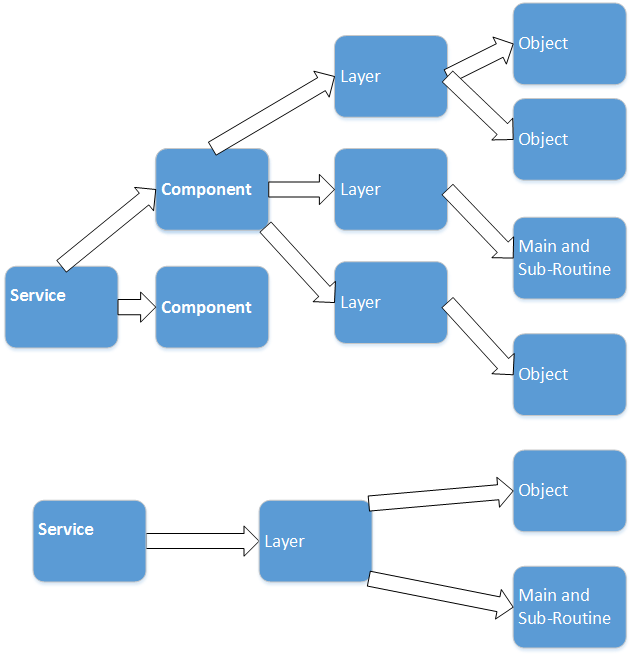 Object
Layer
Object
Component
Layer
Main and
Sub-Routine
Service
Component
Layer
Object
Object
Service
Layer
Main and
Sub-Routine